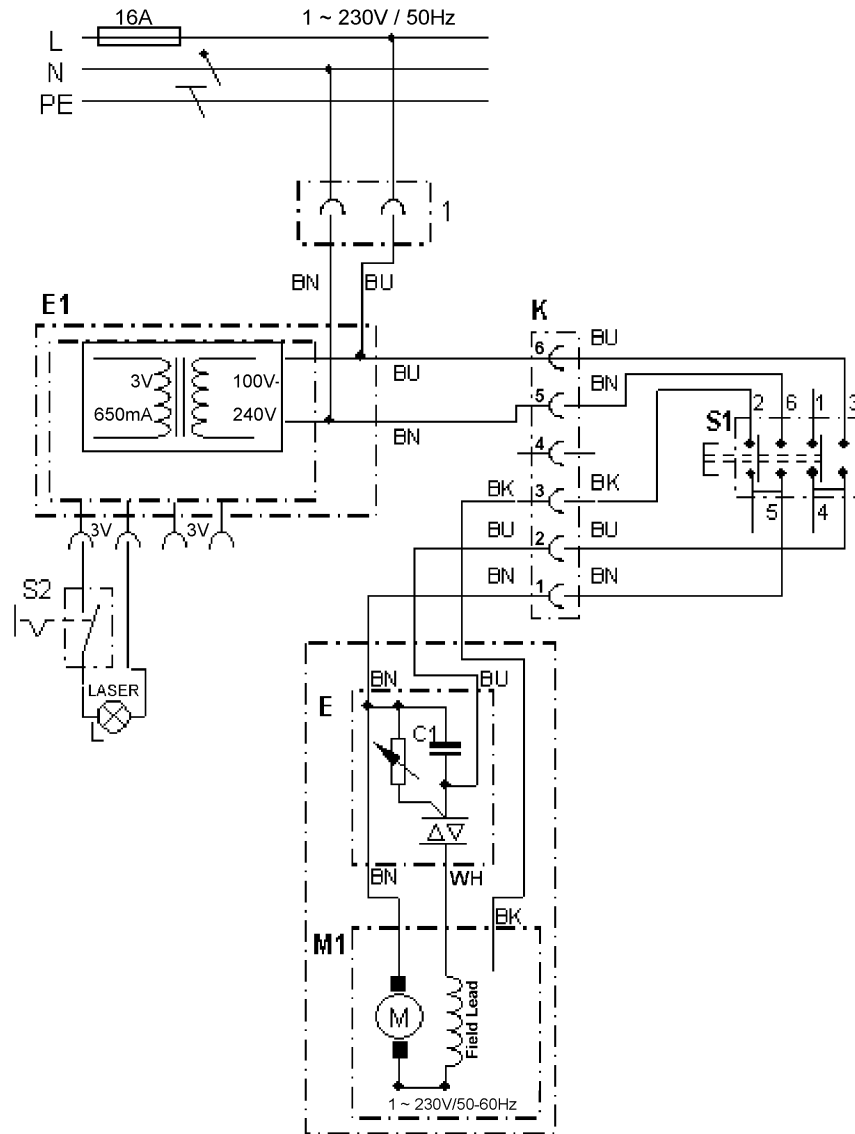 16A
1 ~ 230V / 50Hz
L
N
PE
1
BN
BU
E1
K
3V
650mA
100V-
240V
BU
BN
6
BU
5
BN
4
BK
3
BK
BU
2
BU
BN
1
BN
S1
2
6
1
3
5
4
3V
3V
S2
LASER
L
BN
BU
E
C1
BN
WH
BK
M1
M
Field Lead
1 ~ 230V/50-60Hz